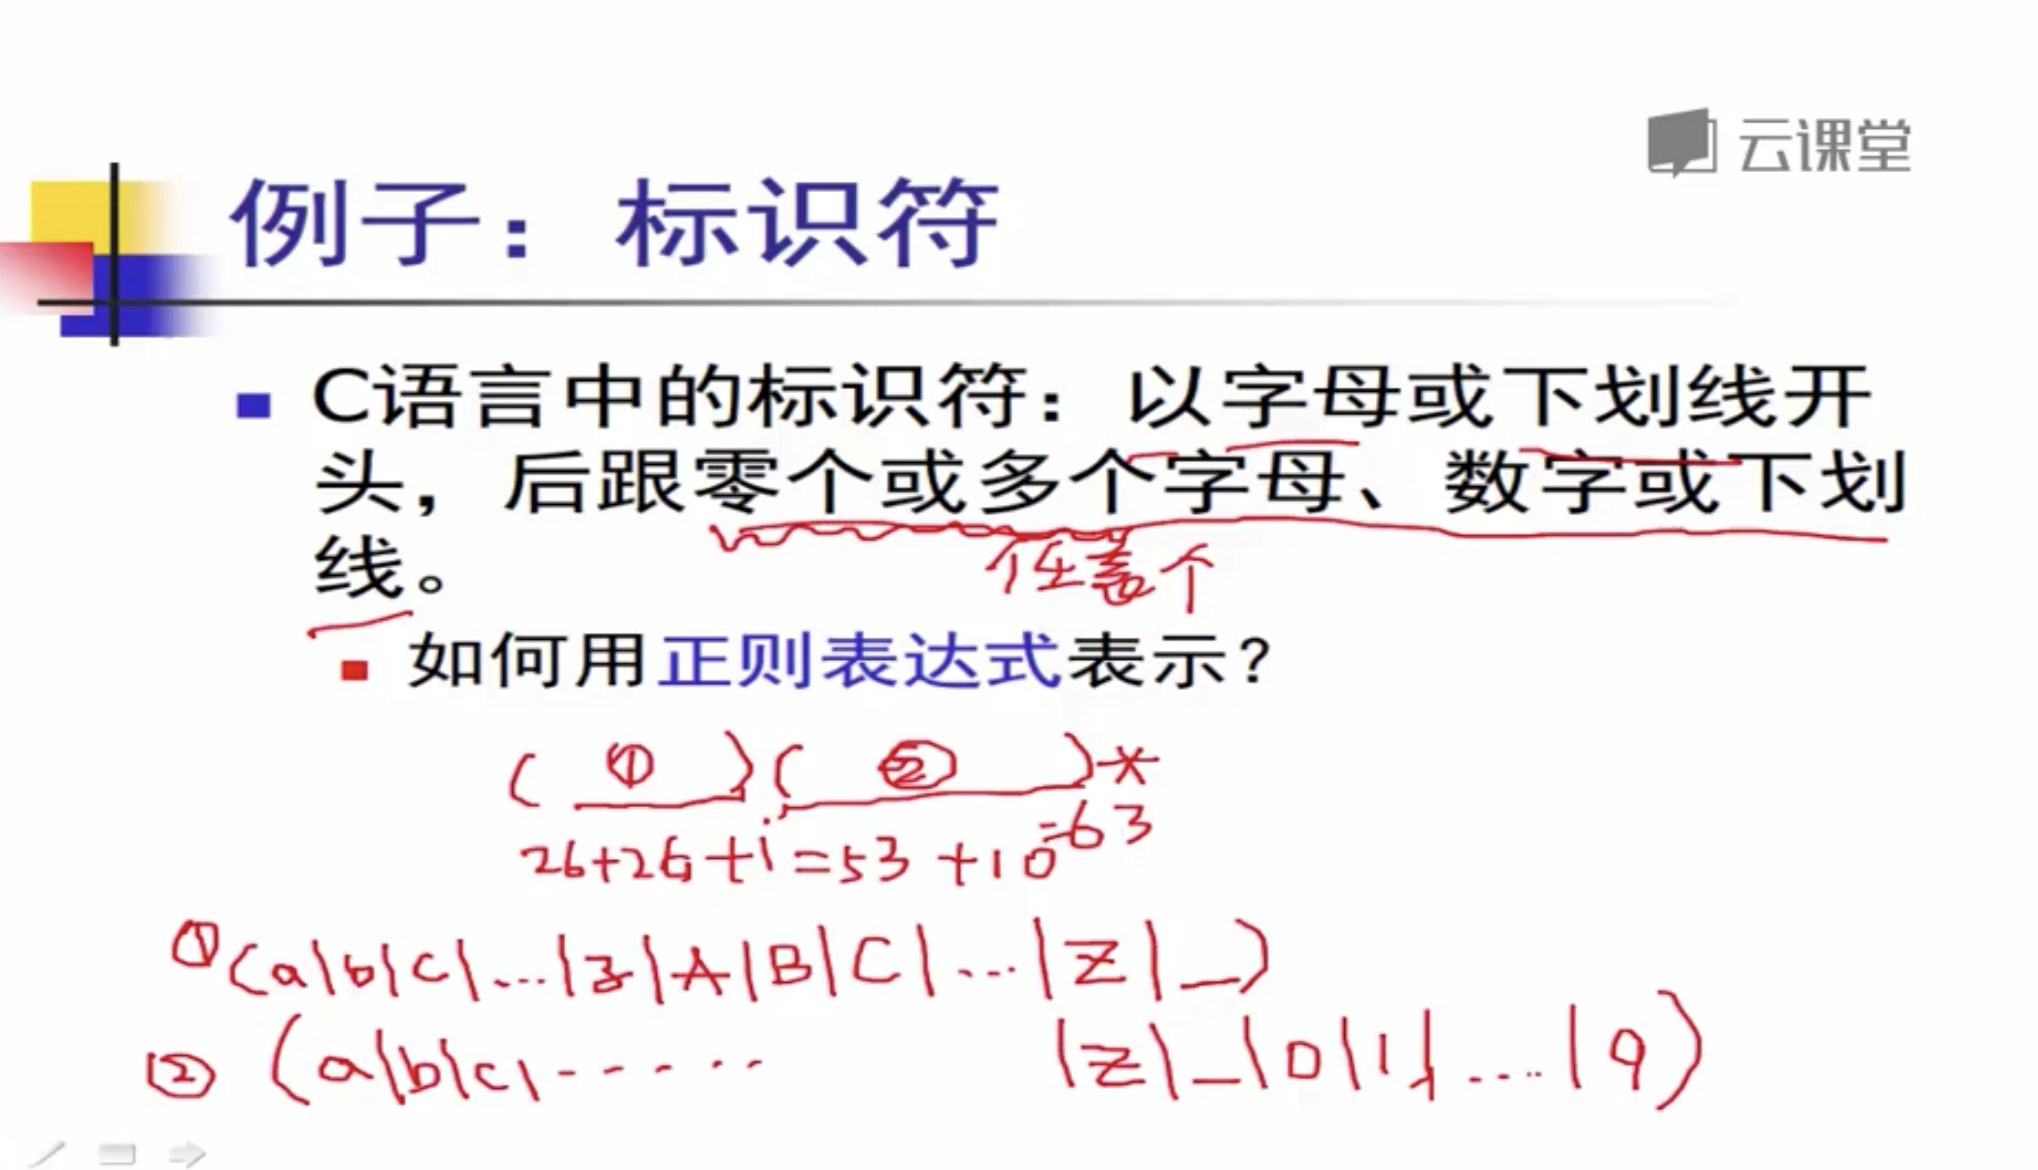 云课堂
例子：标识符
C语言中的标识符：以字母或下划线开
头，后跟零个或多个字母、数字或下划
线。
任意个
如何用正则表达式表示？
( ① )( ② )*
26+26+1=53+10=63
①(a|b|c|...|z|A|B|C|...|Z|_)
②(a|b|c|...... |Z|_|0|1|....|9)